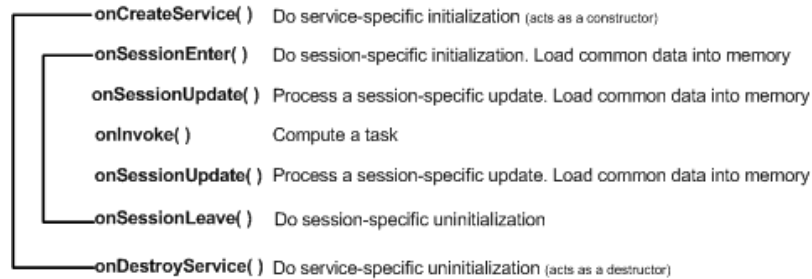 onCreateService( ) Do service-specific initialization (acts as a constructor)
onSessionEnter( ) Do session-specific initialization. Load common data into memory
onSessionUpdate( ) Process a session-specific update. Load common data into memory
onInvoke( ) Compute a task
onSessionUpdate( ) Process a session-specific update. Load common data into memory
onSessionLeave( ) Do session-specific uninitialization
onDestroyService( ) Do service-specific uninitialization (acts as a destructor)